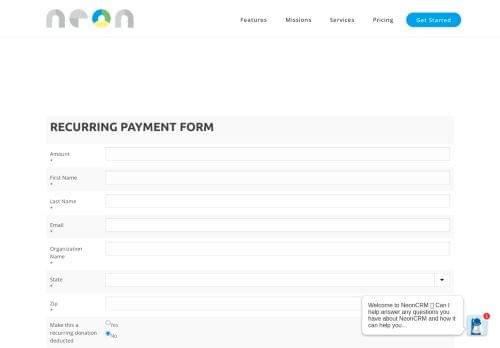 neon
Features Missions Services Pricing Get Started
RECURRING PAYMENT FORM
Amount
*
First Name
*
Last Name
*
Email
*
Organization
Name
*
State
*
Zip
*
Make this a
recurring donation
deducted
Yes
No
Welcome to NeonCRM ▯ Can I
help answer any questions you
have about NeonCRM and how it
can help you...
1